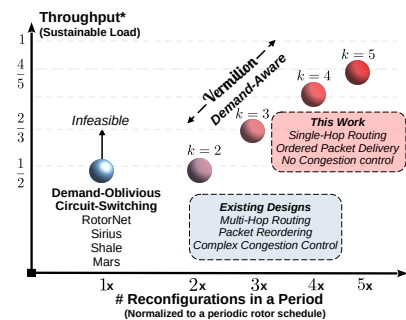 Throughput*
(Sustainable Load)
1
4/5
2/3
1/2
Infeasible
Vermilion
Demand-Aware
k = 2
k = 3
k = 4
k = 5
This Work
Single-Hop Routing
Ordered Packet Delivery
No Congestion control
Demand-Oblivious
Circuit-Switching
RotorNet
Sirius
Shale
Mars
Existing Designs
Multi-Hop Routing
Packet Reordering
Complex Congestion Control
1x 2x 3x 4x 5x
# Reconfigurations in a Period
(Normalized to a periodic rotor schedule)